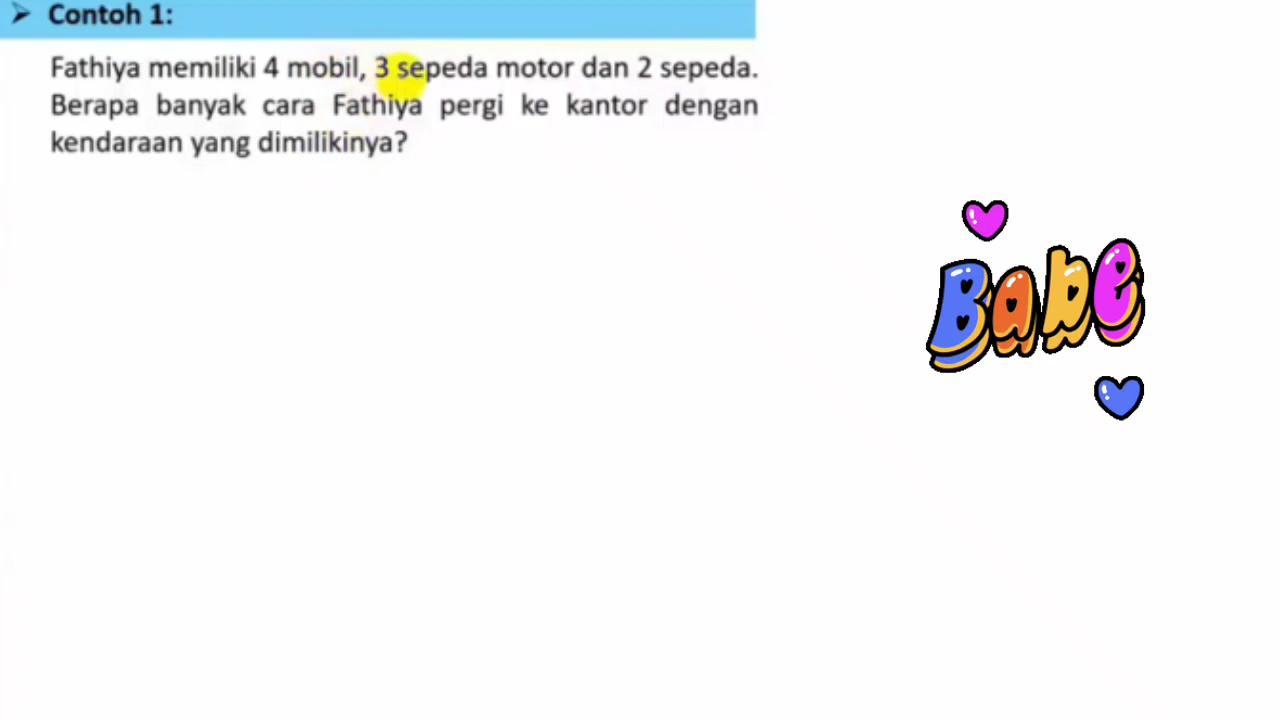 ➤ Contoh 1:
Fathiya memiliki 4 mobil, 3 sepeda motor dan 2 sepeda.
Berapa banyak cara Fathiya pergi ke kantor dengan
kendaraan yang dimilikinya?
Babe